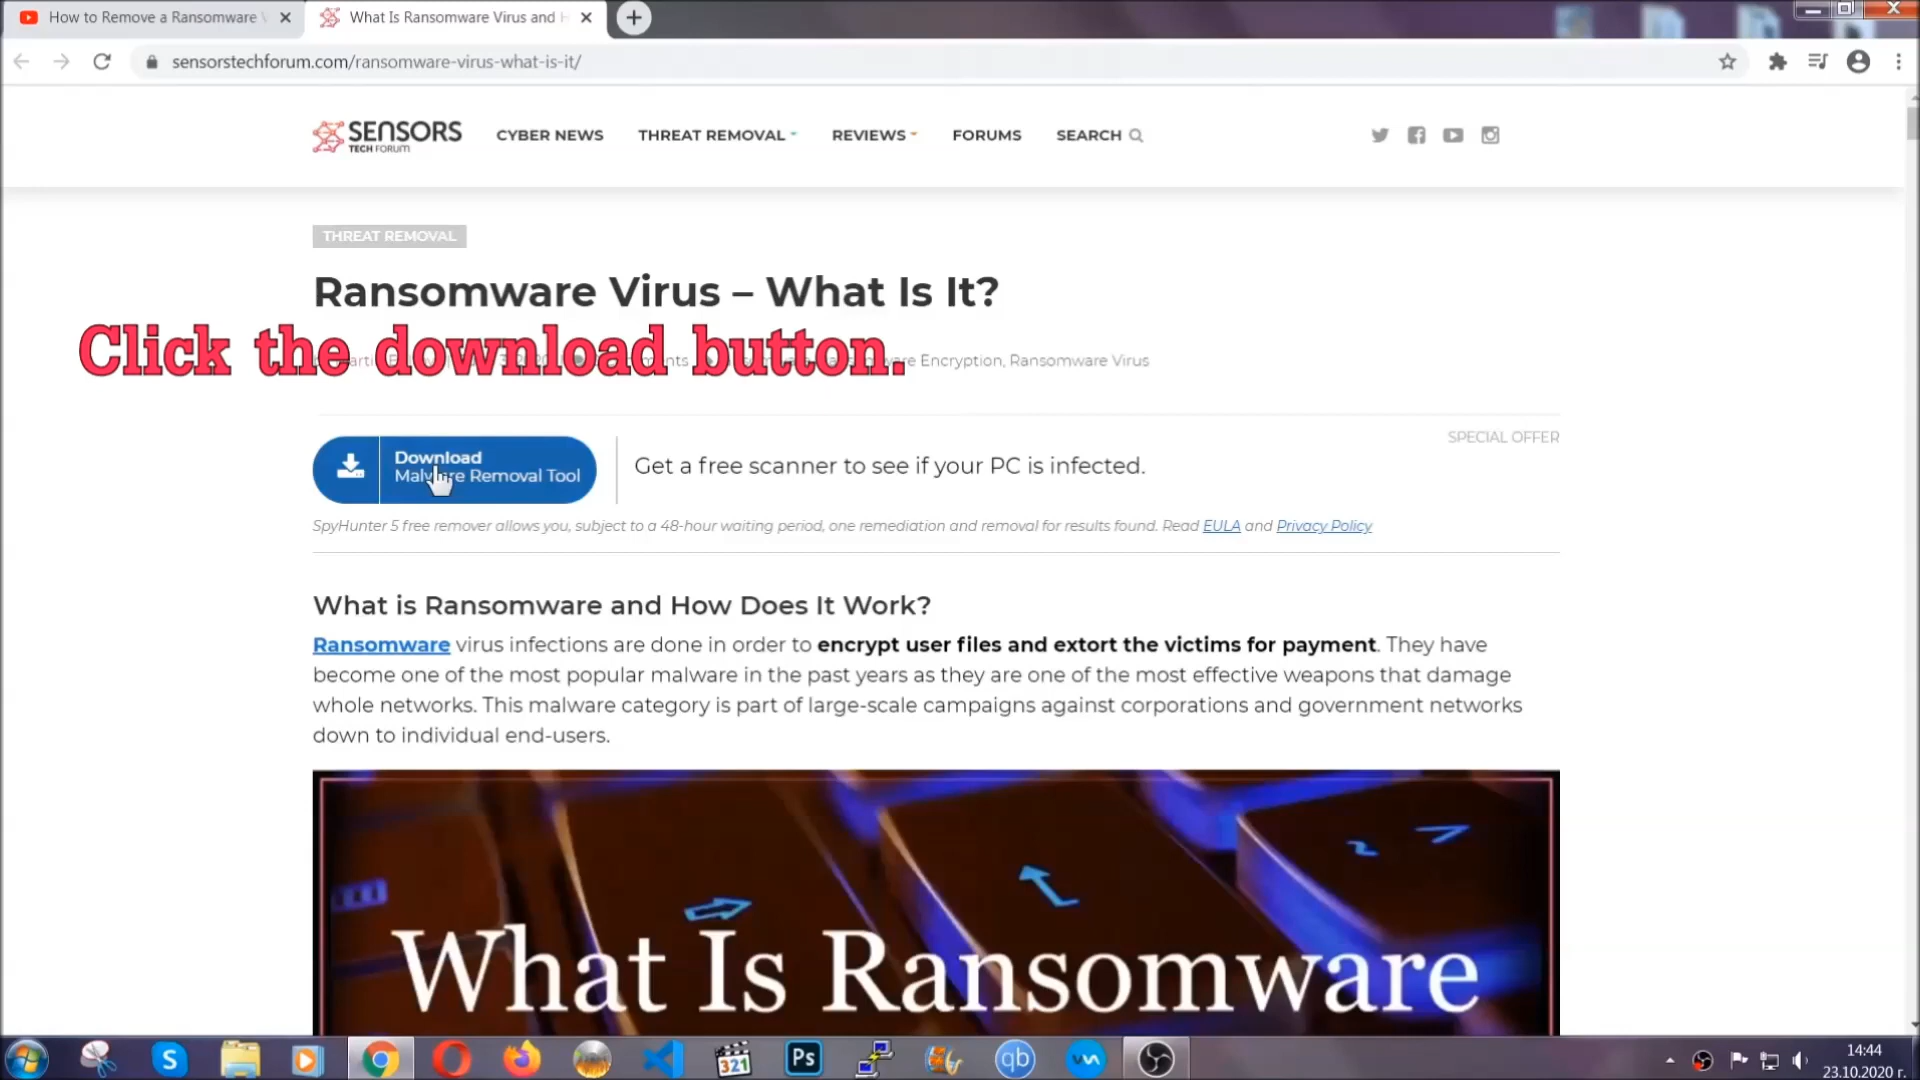 How to Remove a Ransomware V
What Is Ransomware Virus and H
sensorstechforum.com/ransomware-virus-what-is-it/
SENSORS
TECH FORUM
CYBER NEWS
THREAT REMOVAL
REVIEWS
FORUMS
SEARCH
THREAT REMOVAL
Ransomware Virus – What Is It?
Click the download button.
Encryption, Ransomware Virus
SPECIAL OFFER
Download
Malware Removal Tool
Get a free scanner to see if your PC is infected.
SpyHunter 5 free remover allows you, subject to a 48-hour waiting period, one remediation and removal for results found. Read EULA and Privacy Policy
What is Ransomware and How Does It Work?
Ransomware virus infections are done in order to encrypt user files and extort the victims for payment. They have
become one of the most popular malware in the past years as they are one of the most effective weapons that damage
whole networks. This malware category is part of large-scale campaigns against corporations and government networks
down to individual end-users.
What Is Ransomware
S
321
Ps
qb
14:44
23.10.2020 г.